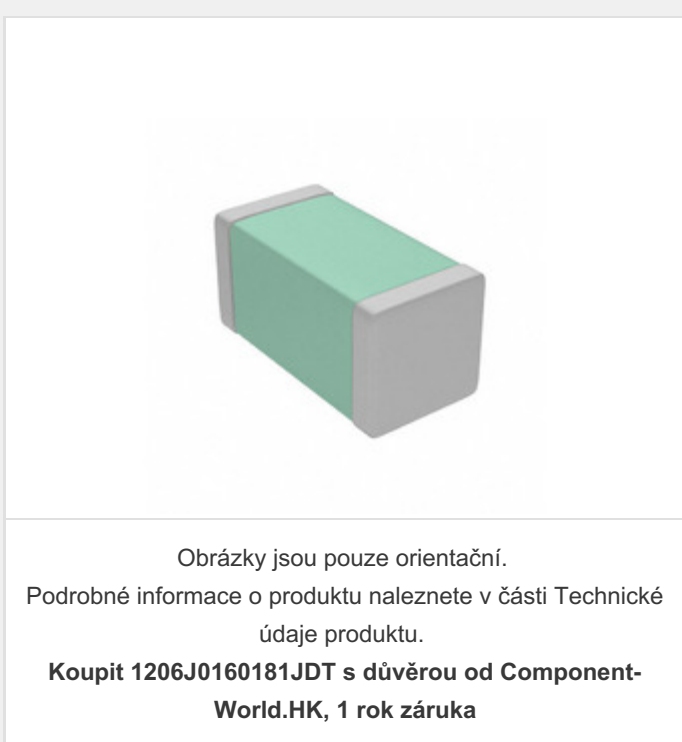 Obrázky jsou pouze orientační.
Podrobné informace o produktu naleznete v části Technické
údaje produktu.
Koupit 1206J0160181JDT s důvěrou od Component-
World.HK, 1 rok záruka